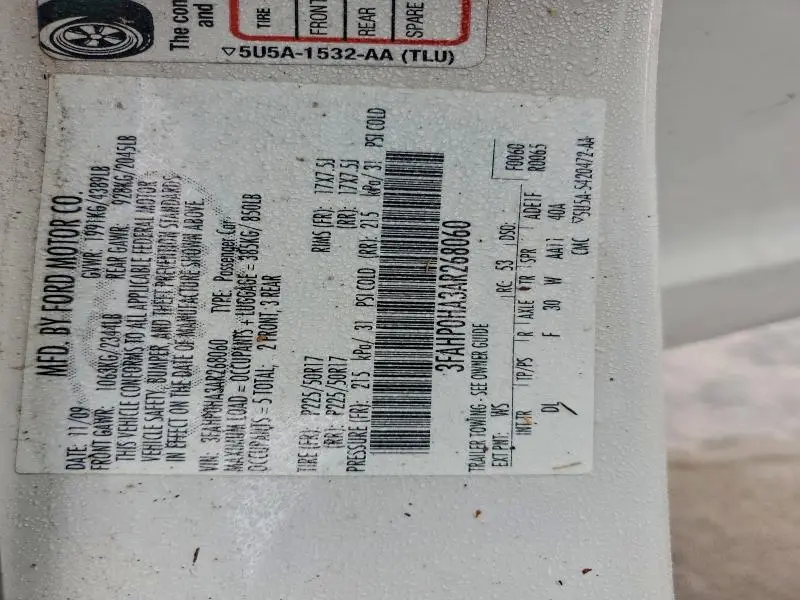 The con
and
TIRE
FRONT
REAR
SPARE
▽5U5A-1532-AA (TLU)
MFD. BY FORD MOTOR CO.
DATE: 11/09 GVWR: 1991KG/4389LB
FRONT GAWR: 1063KG/2344LB REAR GAWR: 928KG/2045LB
THIS VEHICLE CONFORMS TO ALL APPLICABLE FEDERAL MOTOR
VEHICLE SAFETY, BUMPER, AND THEFT PREVENTION STANDARDS
IN EFFECT ON THE DATE OF MANUFACTURE SHOWN ABOVE.
VIN: 3FAHP0HA3AR268060 TYPE: Passenger Car
MAXIMUM LOAD = OCCUPANTS + LUGGAGE = 385KG/ 850LB
OCCUPANTS = 5 TOTAL; 2 FRONT, 3 REAR
TIRE (FR): P225/50R17 RIMS (FR): 17X7.5J
(RR): P225/50R17 (RR): 17X7.5J
PRESSURE (FR): 215 kPa/ 31 PSI COLD (RR): 215 kPa/ 31 PSI COLD
3FAHP0HA3AR268060
TRAILER TOWING - SEE OWNER GUIDE
F0060
R0065
EXT PNT: WS RC: 53 DSO:
INT TR TP/PS R AXLE TR SPR ADEIF
DL F 30 W AA 40A
CNC ▽5U5A-5420472-AA